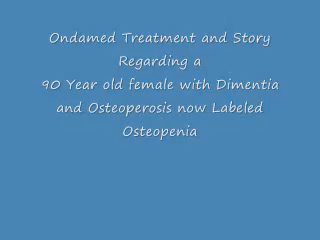 Ondamed Treatment and Story
Regarding a
90 Year old female with Dimentia
and Osteoperosis now Labeled
Osteopenia